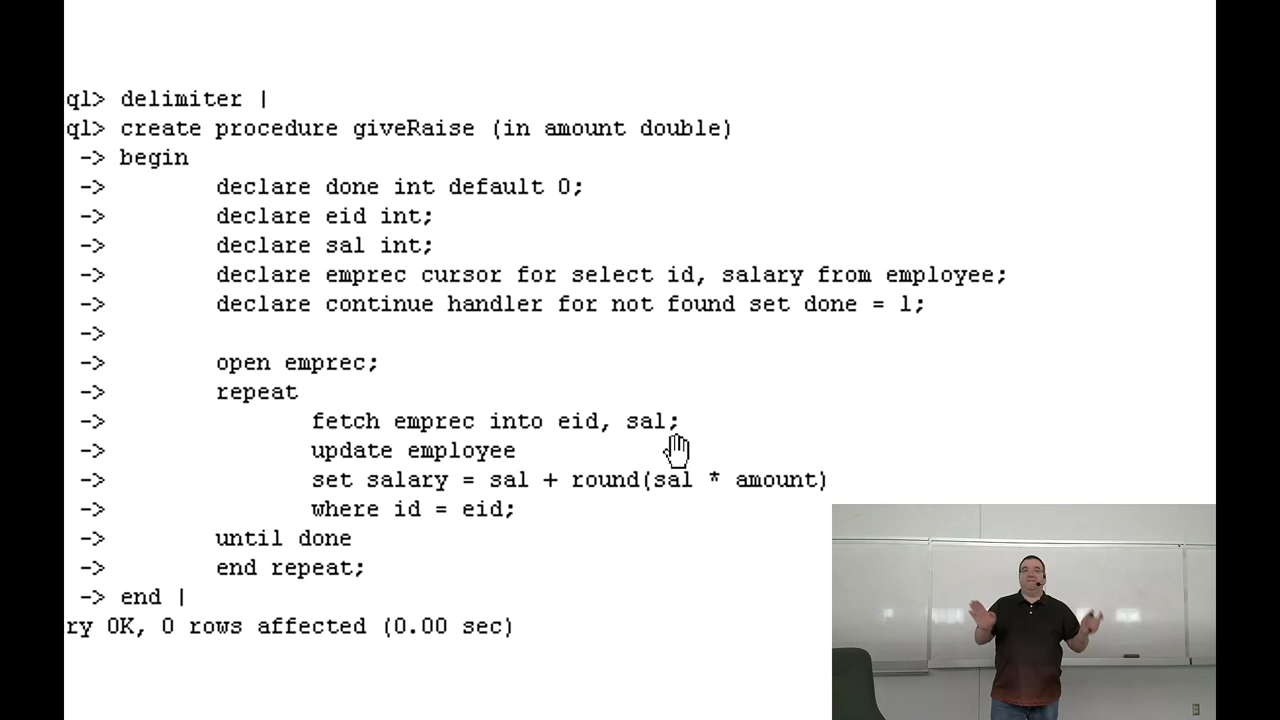 ql> delimiter |
ql> create procedure giveRaise (in amount double)
-> begin
-> declare done int default 0;
-> declare eid int;
-> declare sal int;
-> declare emprec cursor for select id, salary from employee;
-> declare continue handler for not found set done = 1;
->
-> open emprec;
-> repeat
-> fetch emprec into eid, sal;
-> update employee
-> set salary = sal + round(sal * amount)
-> where id = eid;
-> until done
-> end repeat;
-> end |
ry OK, 0 rows affected (0.00 sec)